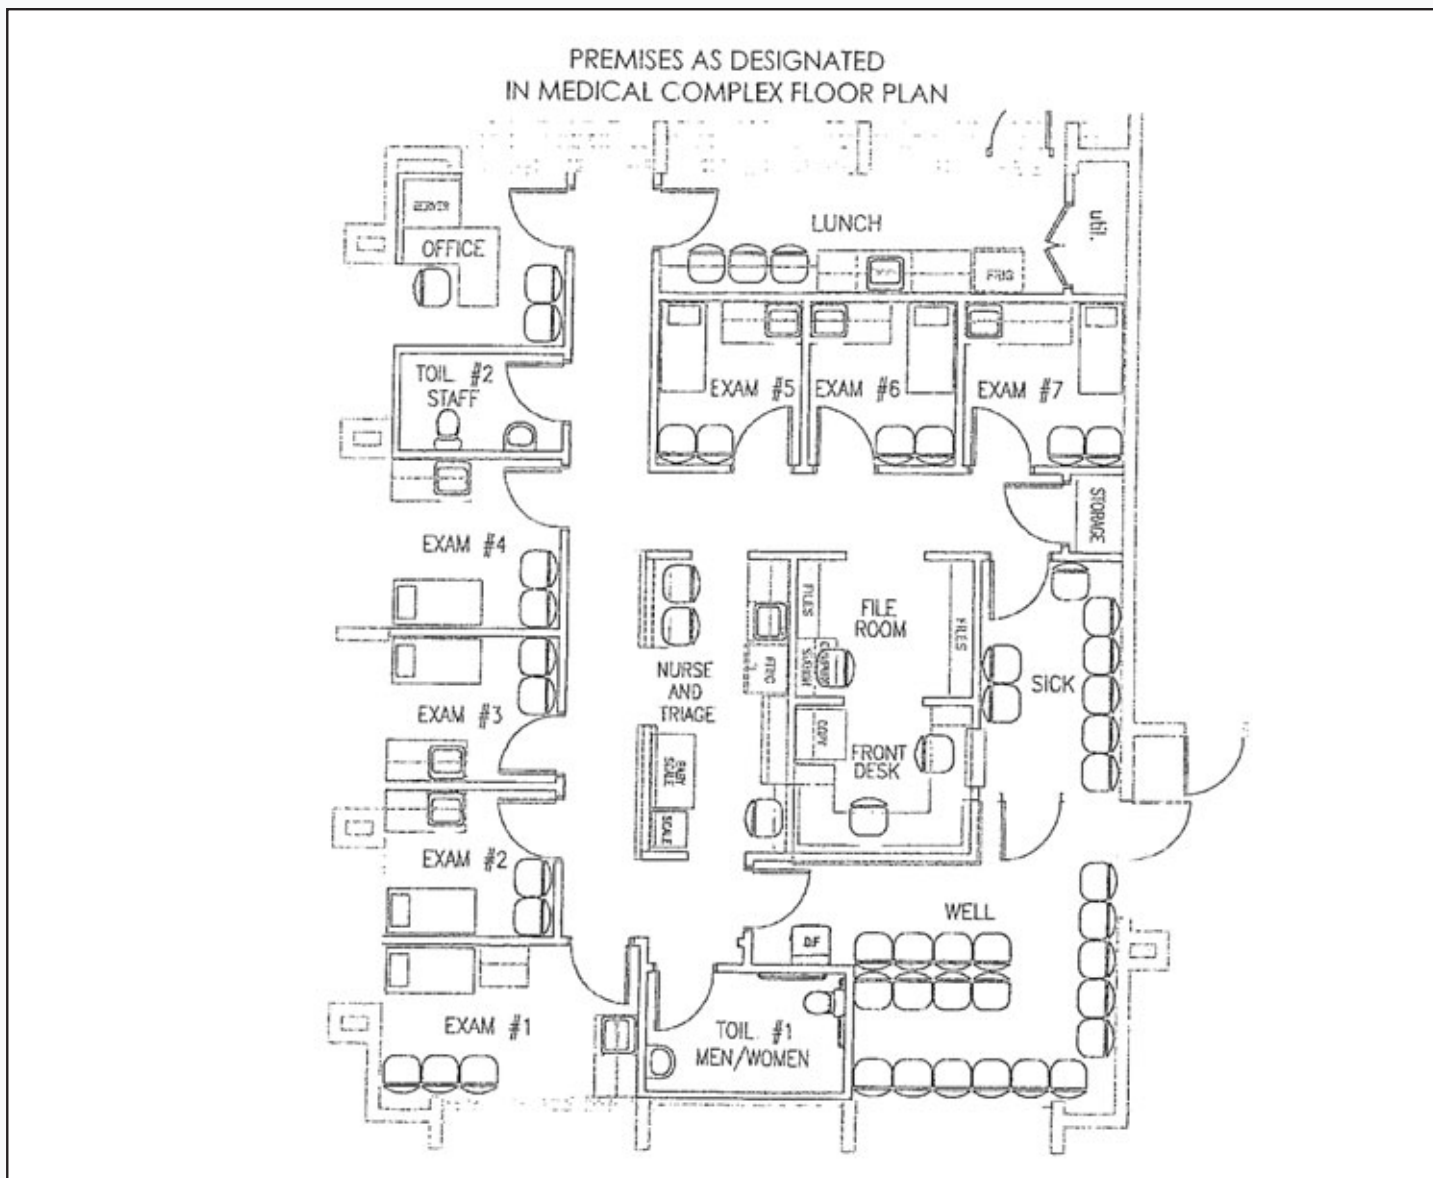 PREMISES AS DESIGNATED
IN MEDICAL COMPLEX FLOOR PLAN
SERVER
OFFICE
LUNCH
util.
FRIG
TOIL. #2
STAFF
EXAM #5
EXAM #6
EXAM #7
STORAGE
EXAM #4
FILES
FILE
ROOM
FILES
NURSE
AND
TRIAGE
SICK
EXAM #3
COPY
FRONT
DESK
BABY
SCALE
SCALE
EXAM #2
WELL
D.F
EXAM #1
TOIL. #1
MEN/WOMEN